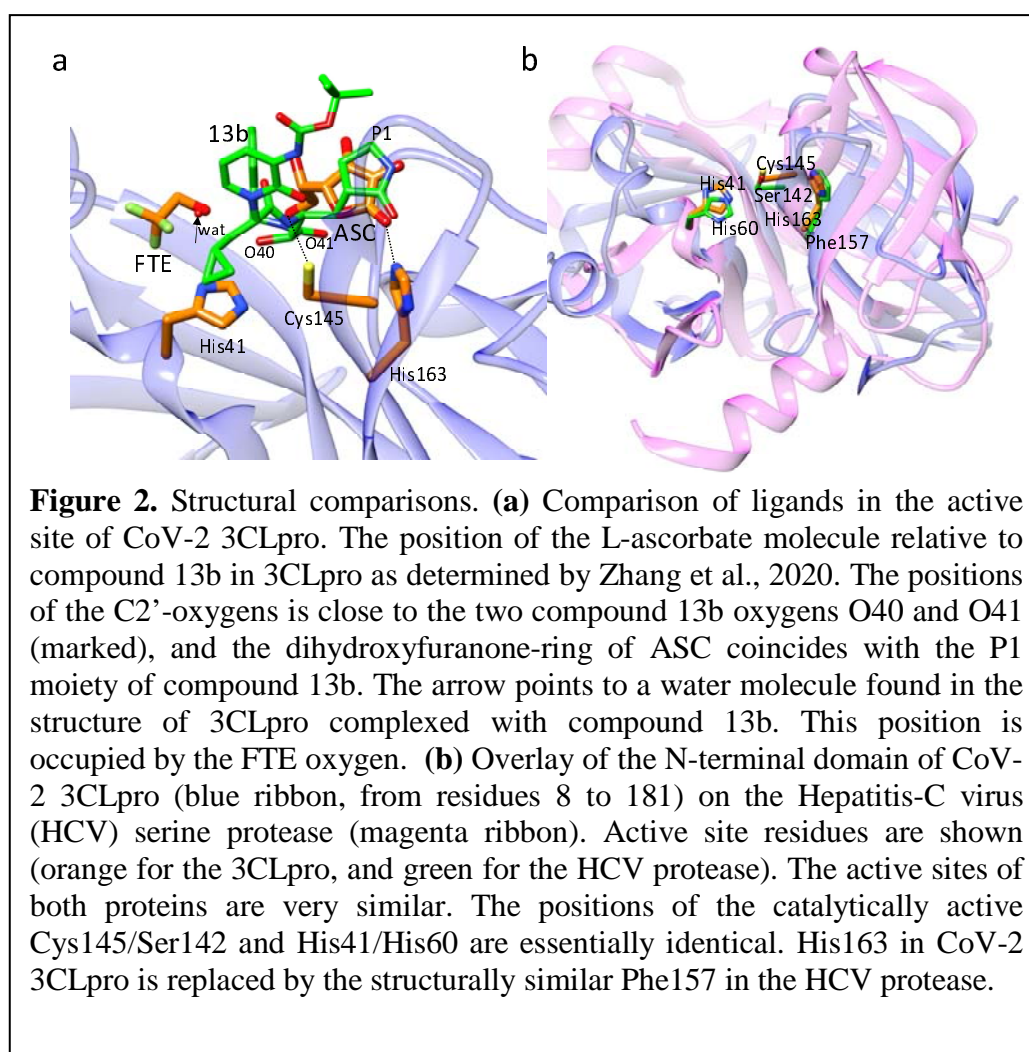 a
b
13b
P1
wat
FTE
O40
O41
ASC
Cys145
His41
His163
Cys145
His41
Ser142
His163
His60
Phe157
Figure 2. Structural comparisons. (a) Comparison of ligands in the active
site of CoV-2 3CLpro. The position of the L-ascorbate molecule relative to
compound 13b in 3CLpro as determined by Zhang et al., 2020. The positions
of the C2’-oxygens is close to the two compound 13b oxygens O40 and O41
(marked), and the dihydroxyfuranone-ring of ASC coincides with the P1
moiety of compound 13b. The arrow points to a water molecule found in the
structure of 3CLpro complexed with compound 13b. This position is
occupied by the FTE oxygen. (b) Overlay of the N-terminal domain of CoV-
2 3CLpro (blue ribbon, from residues 8 to 181) on the Hepatitis-C virus
(HCV) serine protease (magenta ribbon). Active site residues are shown
(orange for the 3CLpro, and green for the HCV protease). The active sites of
both proteins are very similar. The positions of the catalytically active
Cys145/Ser142 and His41/His60 are essentially identical. His163 in CoV-2
3CLpro is replaced by the structurally similar Phe157 in the HCV protease.